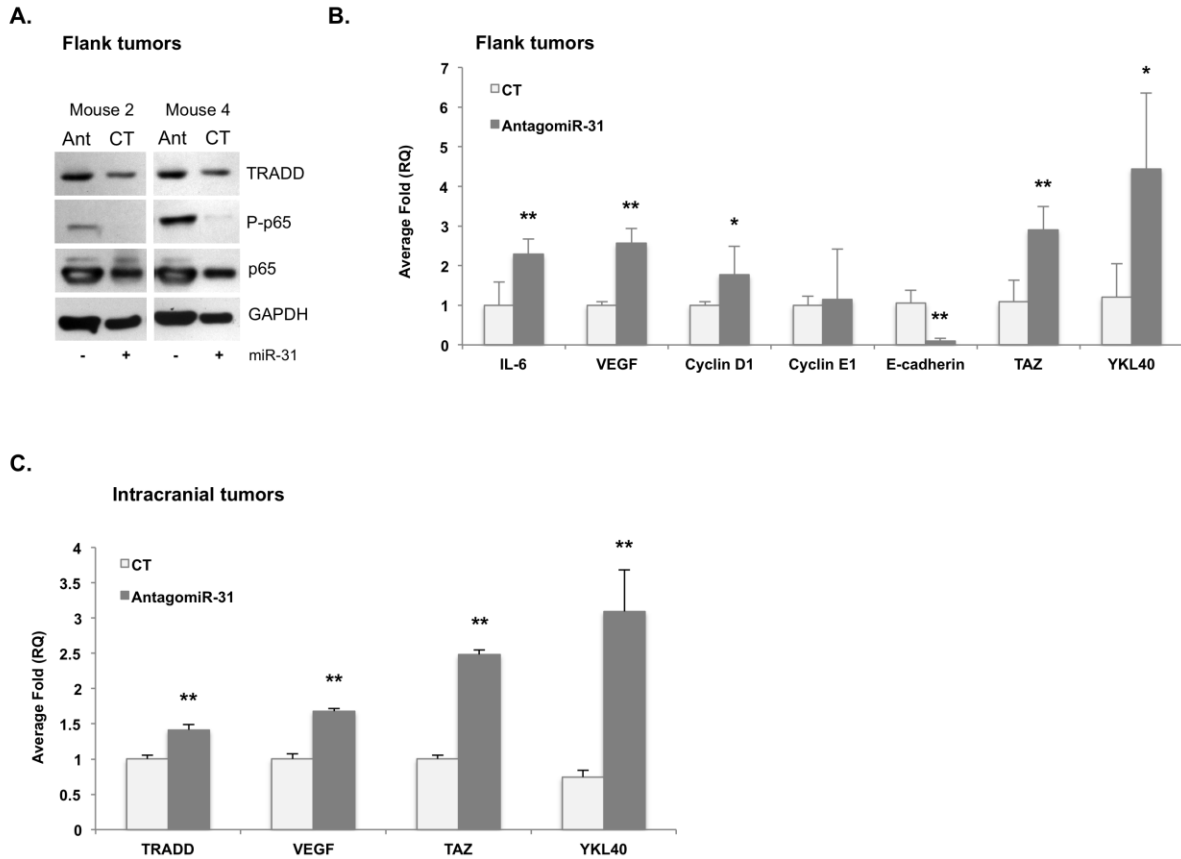 A.
Flank tumors
Mouse 2 Mouse 4
Ant CT Ant CT
TRADD
P-p65
p65
GAPDH
- + - + miR-31
B.
Flank tumors
CT
AntagomiR-31
Average Fold (RQ)
7
6
5
4
3
2
1
0
** ** * ** ** *
IL-6 VEGF Cyclin D1 Cyclin E1 E-cadherin TAZ YKL40
C.
Intracranial tumors
CT
AntagomiR-31
Average Fold (RQ)
4
3.5
3
2.5
2
1.5
1
0.5
0
** ** ** **
TRADD VEGF TAZ YKL40